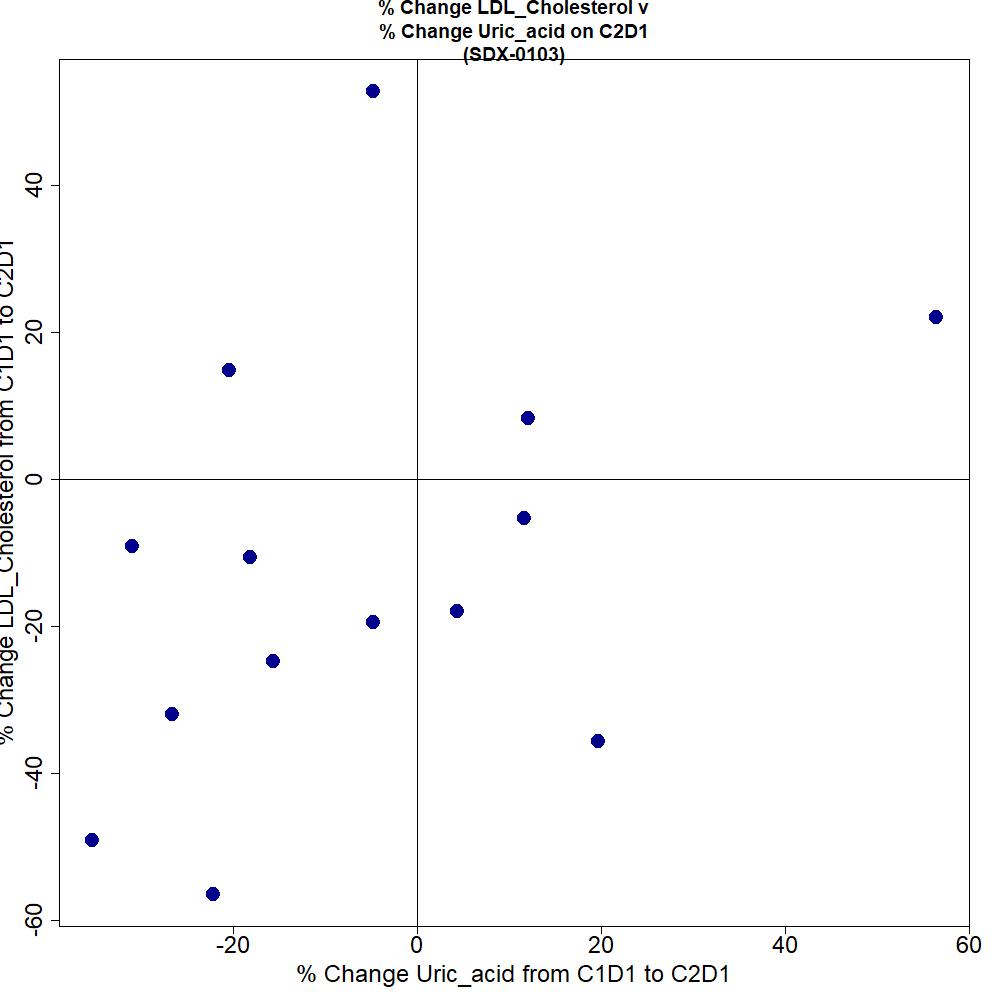 % Change LDL_Cholesterol v
% Change Uric_acid on C2D1
(SDX-0103)
% Change LDL_Cholesterol from C1D1 to C2D1
40
20
0
-20
-40
-60
-20
0
20
40
60
% Change Uric_acid from C1D1 to C2D1